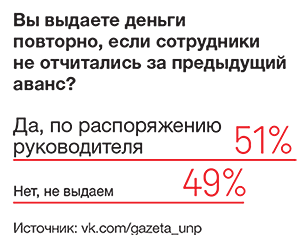 Вы выдаете деньги
повторно, если сотрудники
не отчитались за предыдущий
аванс?
Да, по распоряжению
руководителя 51%
Нет, не выдаем 49%
Источник: vk.com/gazeta_unp